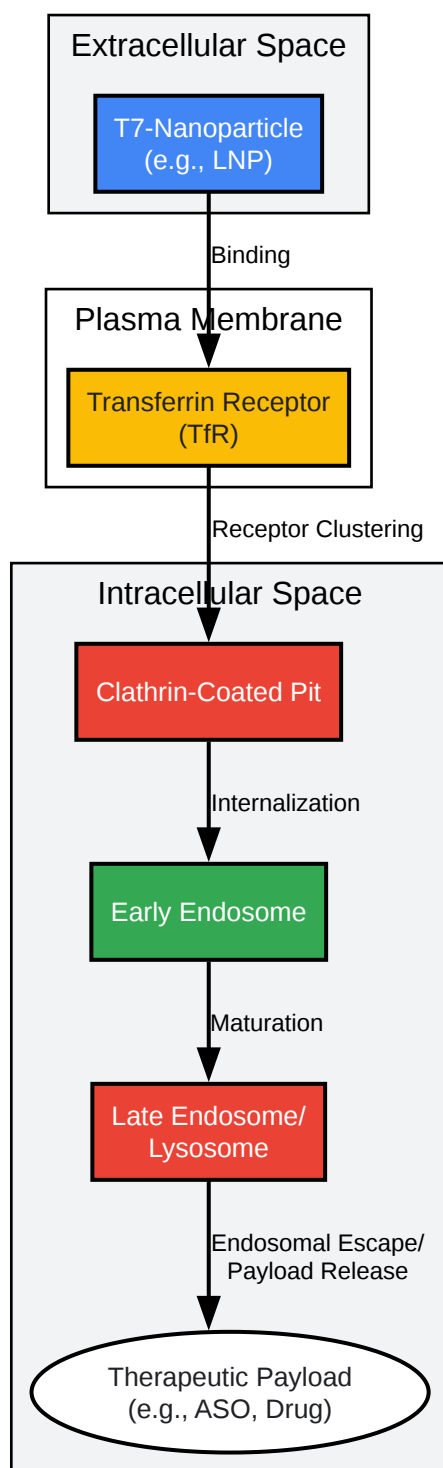 Extracellular Space
T7-Nanoparticle
(e.g., LNP)
Binding
Plasma Membrane
Transferrin Receptor
(TfR)
Receptor Clustering
Intracellular Space
Clathrin-Coated Pit
Internalization
Early Endosome
Maturation
Late Endosome/
Lysosome
Endosomal Escape/
Payload Release
Therapeutic Payload
(e.g., ASO, Drug)